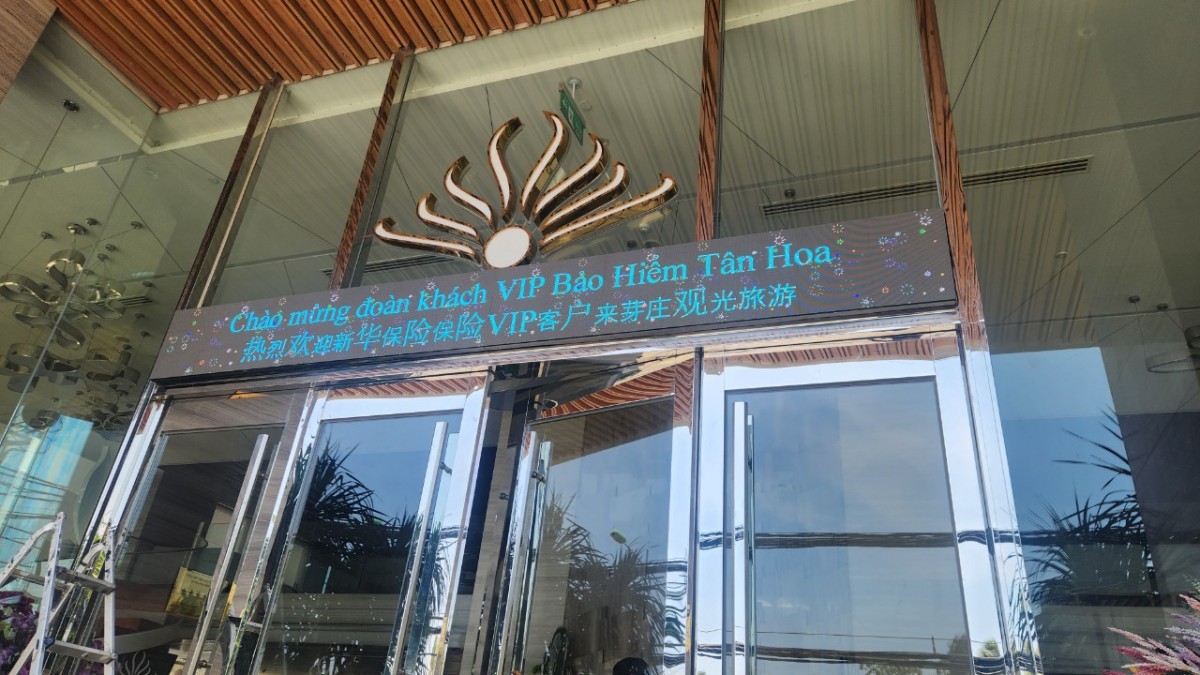 Chảo mừng đoàn khách VIP Bảo Hiểm Tân Hoa
热烈欢迎新华保险保险VIP客户来芽庄观光旅游